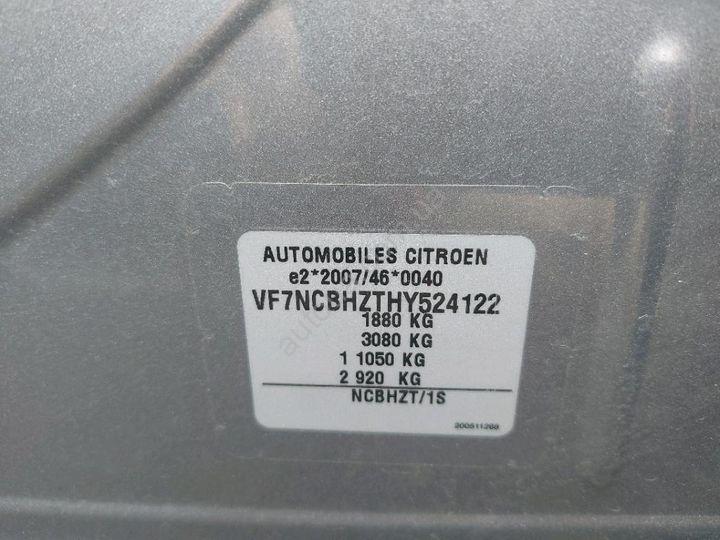 AUTOMOBILES CITROEN
e2*2007/46*0040
VF7NCBHZTHY524122
1880 KG
3080 KG
1 1050 KG
2 920 KG
NCBHZT/1S